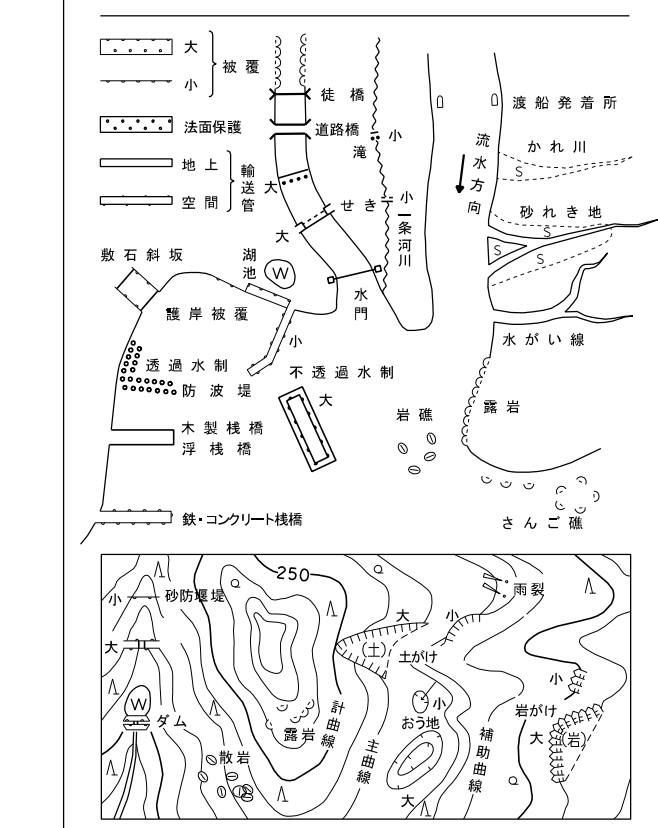 大
小
被覆
法面保護
地上
空間
輸送管
徒橋
道路橋
大
せき
大
小
滝
小
一条河川
水門
渡船発着所
流水方向
かれ川
S
砂れき地
S
S
S
水がい線
敷石斜坂
湖池
W
護岸被覆
小
透過水制
防波堤
不透過水制
大
木製桟橋
浮桟橋
鉄・コンクリート桟橋
岩礁
露岩
さんご礁
小
砂防堰堤
大
W
ダム
250
露岩
散岩
計曲線
主曲線
大
小
(土)
土がけ
雨裂
小
おう地
大
補助曲線
小
岩がけ
大
(岩)